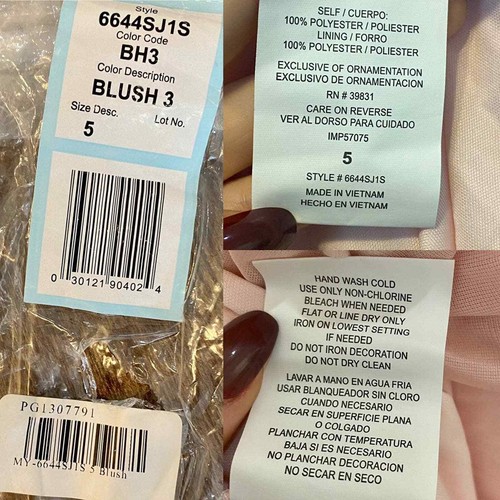 Style
6644SJ1S
Color Code
BH3
Color Description
BLUSH 3
Size Desc.
Lot No.
5
0 30121 90402 4
PG1307791
MY-6644SJ1S 5 Blush
SELF / CUERPO:
100% POLYESTER / POLIESTER
LINING / FORRO
100% POLYESTER / POLIESTER
EXCLUSIVE OF ORNAMENTATION
EXCLUSIVO DE ORNAMENTACION
RN # 39831
CARE ON REVERSE
VER AL DORSO PARA CUIDADO
IMP57075
5
STYLE # 6644SJ1S
MADE IN VIETNAM
HECHO EN VIETNAM
HAND WASH COLD
USE ONLY NON-CHLORINE
BLEACH WHEN NEEDED
FLAT OR LINE DRY ONLY
IRON ON LOWEST SETTING
IF NEEDED
DO NOT IRON DECORATION
DO NOT DRY CLEAN
LAVAR A MANO EN AGUA FRIA
USAR BLANQUEADOR SIN CLORO
CUANDO NECESARIO
SECAR EN SUPERFICIE PLANA
O COLGADO
PLANCHAR CON TEMPERATURA
BAJA SI ES NECESARIO
NO PLANCHAR DECORACION
NO SECAR EN SECO